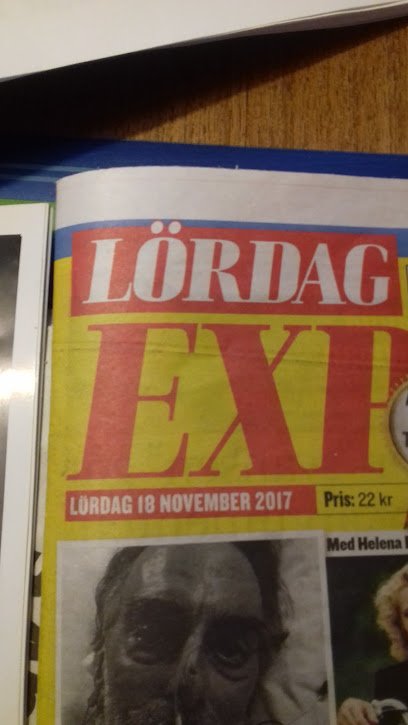 LÖRDAG
EXP
LÖRDAG 18 NOVEMBER 2017
Pris: 22 kr
Med Helena